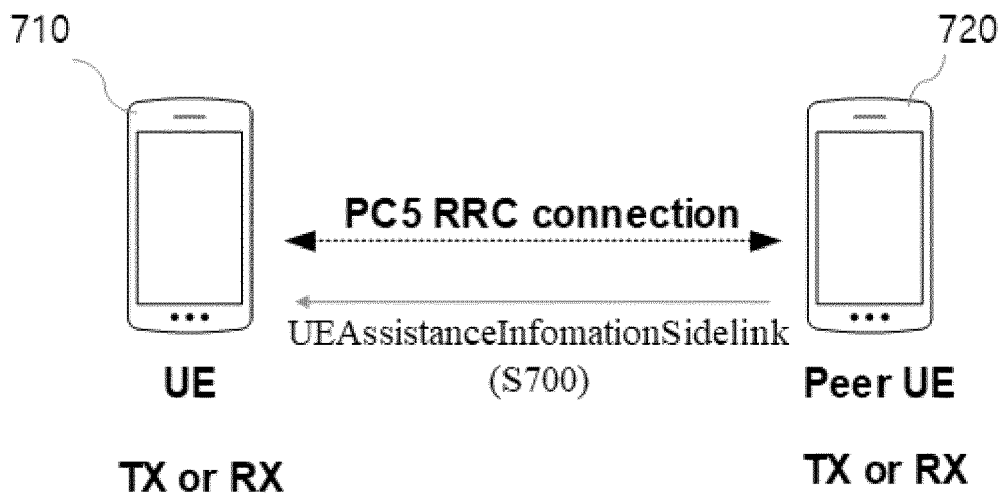 710
720
PC5 RRC connection
UEAssistanceInfomationSidelink
(S700)
UE
Peer UE
TX or RX
TX or RX